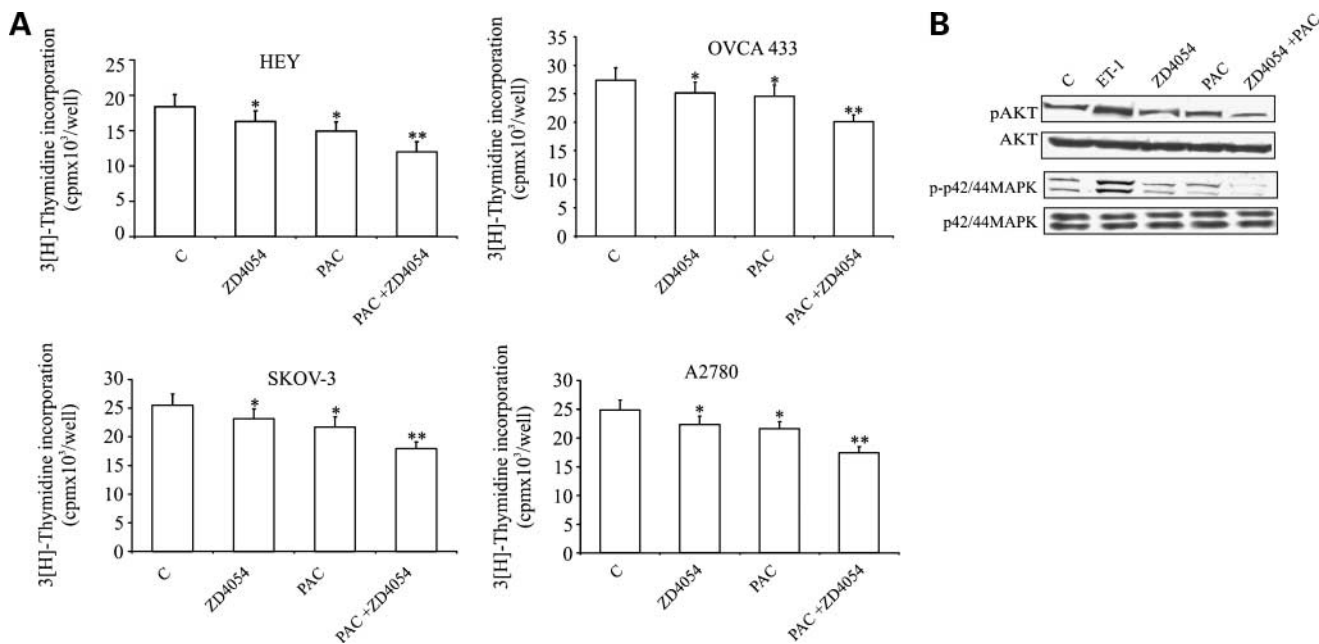 A
HEY
3[H]-Thymidine incorporation
(cpmx10³/well)
25
20
15
10
5
0
*
*
**
C
ZD4054
PAC
PAC +ZD4054
OVCA 433
3[H]-Thymidine incorporation
(cpmx10³/well)
35
30
25
20
15
10
5
0
*
*
**
C
ZD4054
PAC
PAC +ZD4054
SKOV-3
3[H]-Thymidine incorporation
(cpmx10³/well)
30
25
20
15
10
5
0
*
*
**
C
ZD4054
PAC
PAC +ZD4054
A2780
3[H]-Thymidine incorporation
(cpmx10³/well)
30
25
20
15
10
5
0
*
*
**
C
ZD4054
PAC
PAC +ZD4054
B
C
ET-1
ZD4054
PAC
ZD4054 +PAC
pAKT
AKT
p-p42/44MAPK
p42/44MAPK